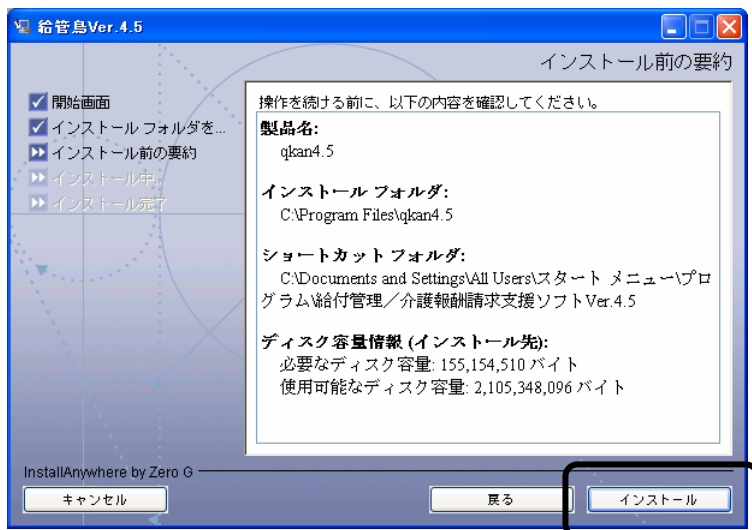 給管鳥Ver.4.5
インストール前の要約
開始画面
インストール フォルダを...
インストール前の要約
インストール中...
インストール完了
操作を続ける前に、以下の内容を確認してください。
製品名:
qkan4.5
インストール フォルダ:
C:\Program Files\qkan4.5
ショートカット フォルダ:
C:\Documents and Settings\All Users\スタート メニュー\プロ
グラム\給付管理／介護報酬請求支援ソフトVer.4.5
ディスク容量情報 (インストール先):
必要なディスク容量: 155,154,510 バイト
使用可能なディスク容量: 2,105,348,096 バイト
InstallAnywhere by Zero G
キャンセル
戻る
インストール